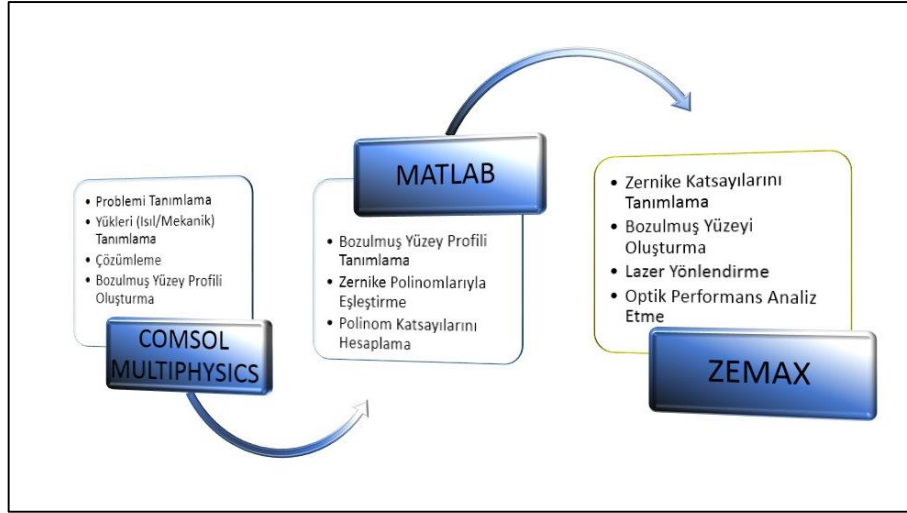 • Problemi Tanımlama
• Yükleri (Isıl/Mekanik)
Tanımlama
• Çözümleme
• Bozulmuş Yüzey Profili
Oluşturma
COMSOL
MULTIPHYSICS
MATLAB
• Bozulmuş Yüzey Profili
Tanımlama
• Zernike Polinomlarıyla
Eşleştirme
• Polinom Katsayılarını
Hesaplama
• Zernike Katsayılarını
Tanımlama
• Bozulmuş Yüzeyi
Oluşturma
• Lazer Yönlendirme
• Optik Performans Analiz
Etme
ZEMAX